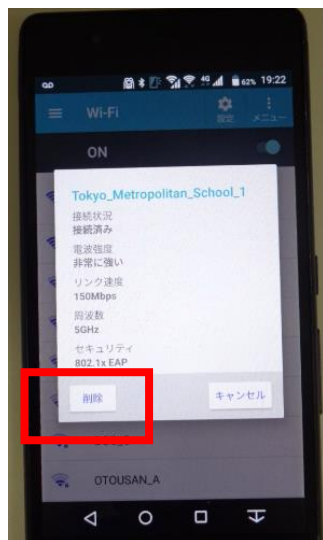 4G 62% 19:22
Wi-Fi 設定 メニュー
ON
Tokyo_Metropolitan_School_1
接続状況
接続済み
電波強度
非常に強い
リンク速度
150Mbps
周波数
5GHz
セキュリティ
802.1x EAP
削除 キャンセル
OTOUSAN_A